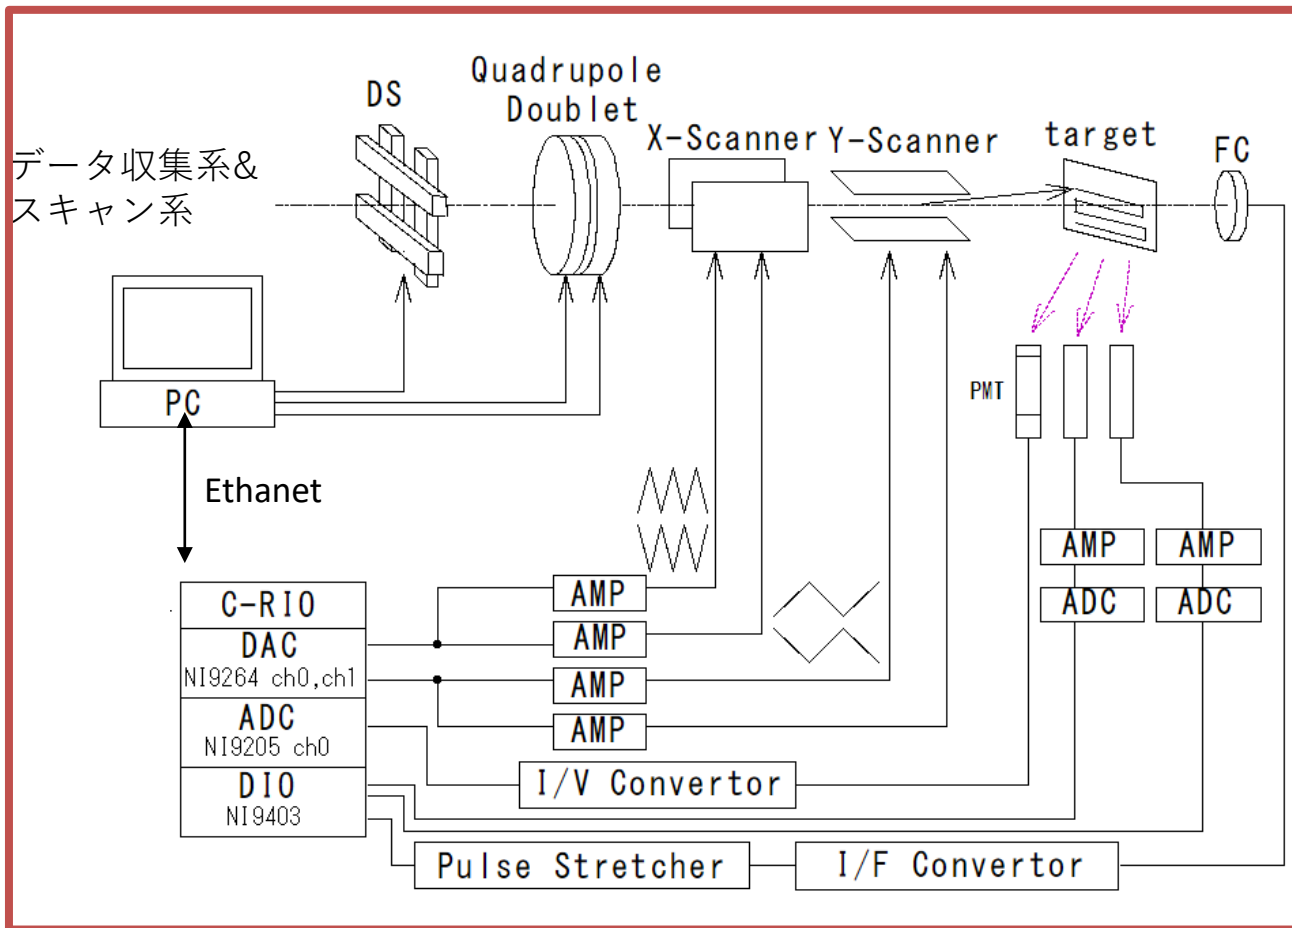 データ収集系&
スキャン系
DS
Quadrupole
Doublet
X-Scanner
Y-Scanner
target
FC
PC
PMT
Ethanet
AMP
AMP
ADC
ADC
C-RIO
DAC
NI9264 ch0,ch1
ADC
NI9205 ch0
DIO
NI9403
AMP
AMP
AMP
AMP
I/V Convertor
Pulse Stretcher
I/F Convertor